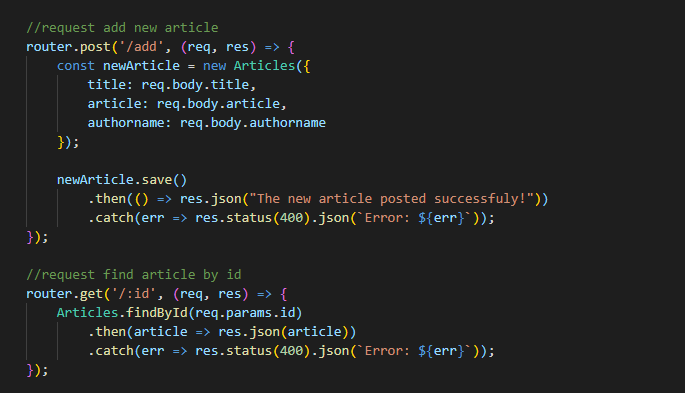 //request add new article
router.post('/add', (req, res) => {
    const newArticle = new Articles({
        title: req.body.title,
        article: req.body.article,
        authorname: req.body.authorname
    });
    newArticle.save()
        .then(() => res.json("The new article posted successfuly!"))
        .catch(err => res.status(400).json(`Error: ${err}`));
});
//request find article by id
router.get('/:id', (req, res) => {
    Articles.findById(req.params.id)
        .then(article => res.json(article))
        .catch(err => res.status(400).json(`Error: ${err}`));
});